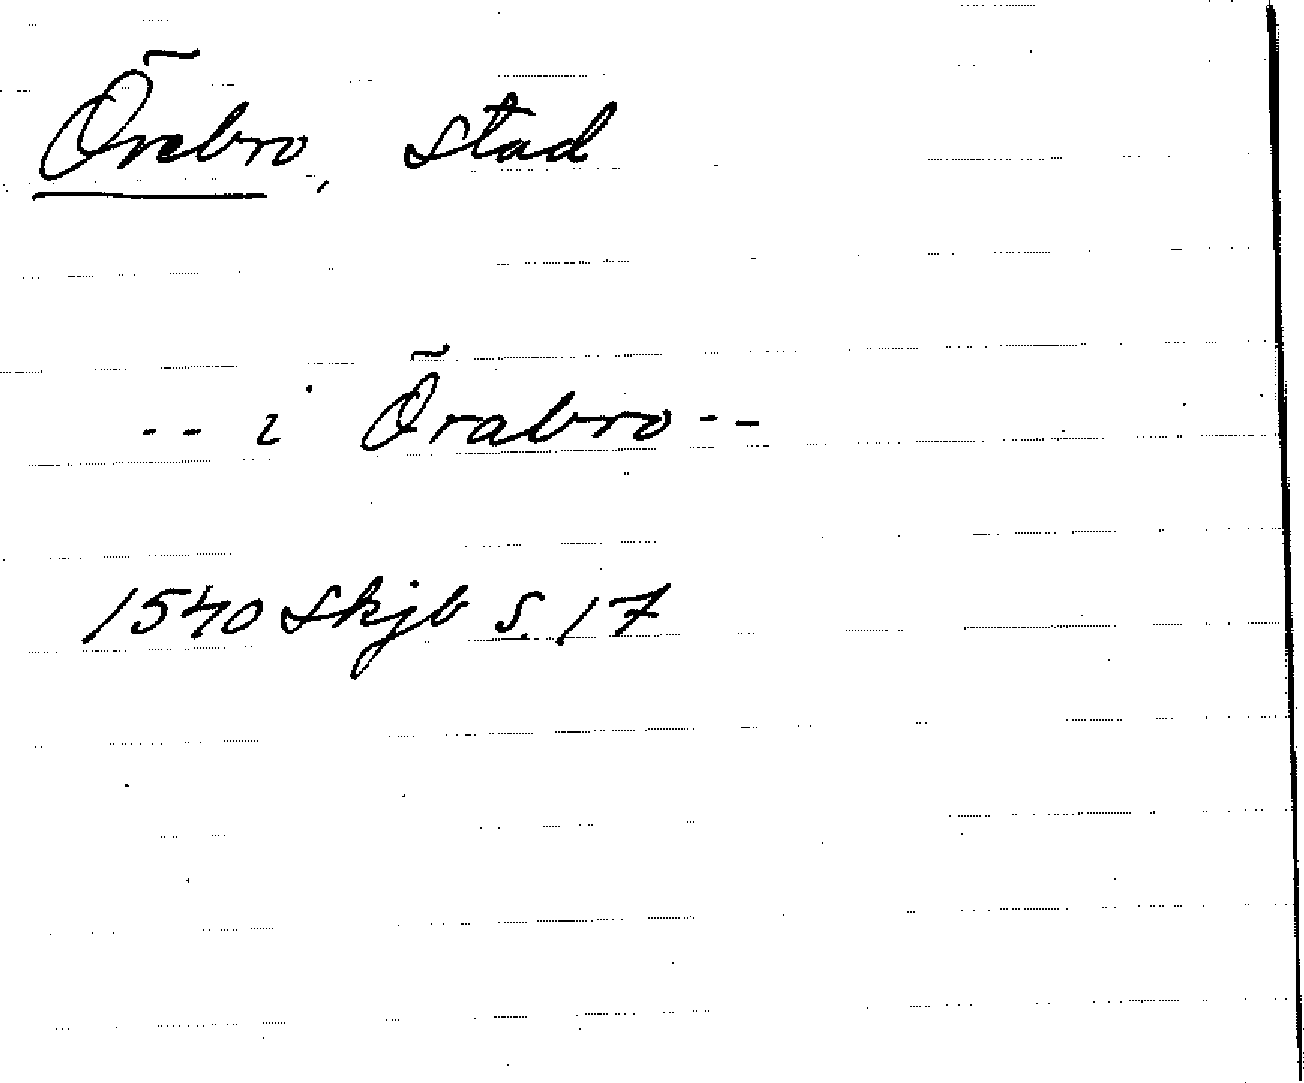 Örebro, stad
-- i Örabro --
1540 Skjb s. 17